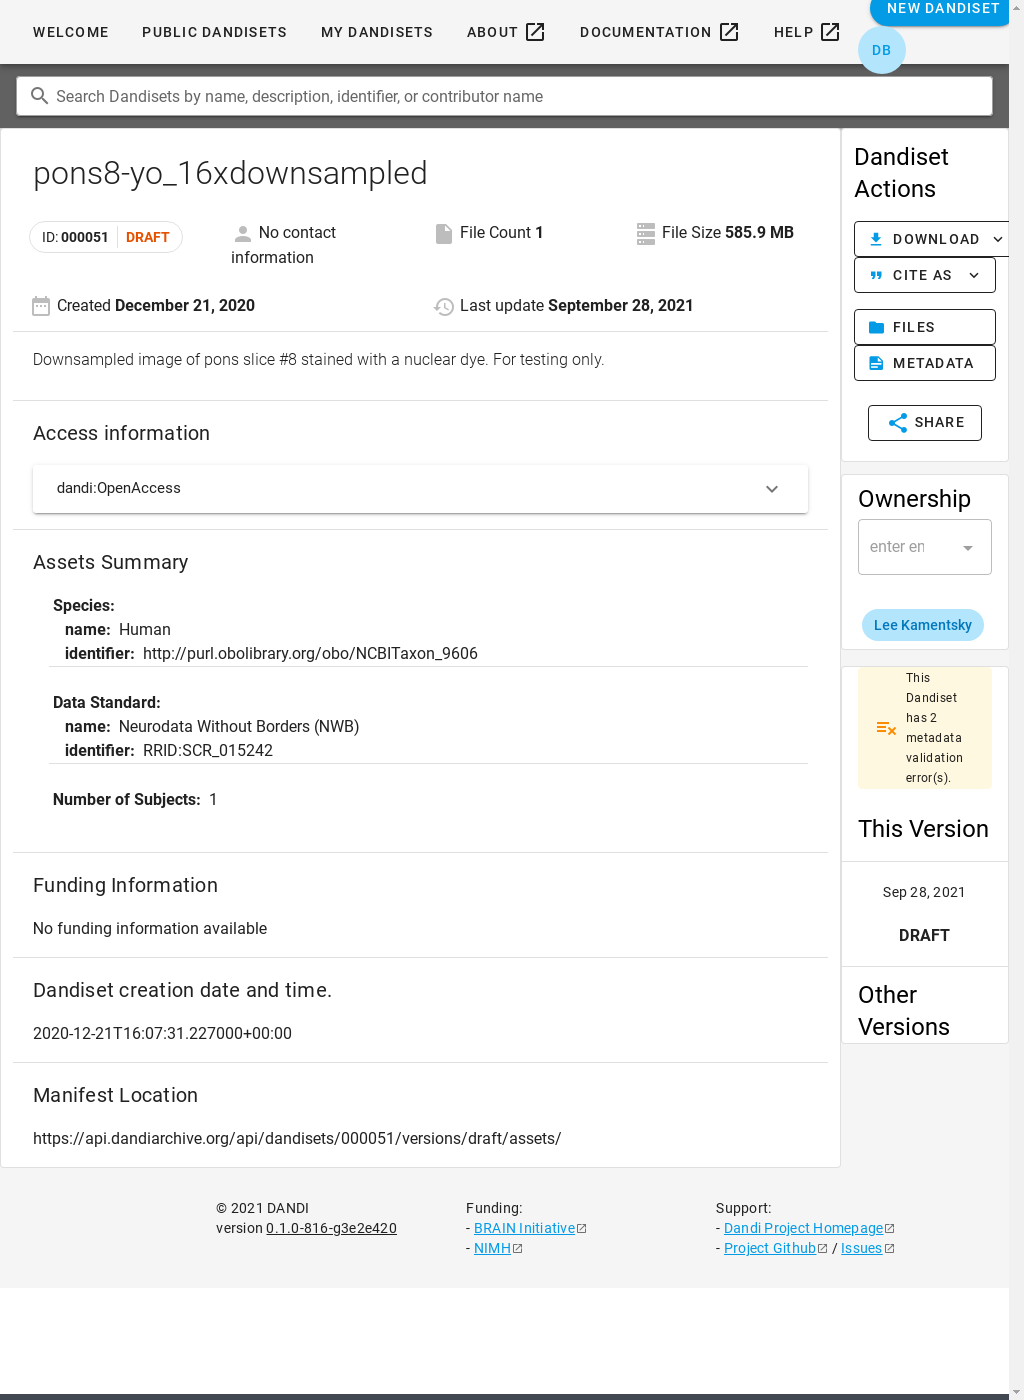 WELCOME PUBLIC DANDISETS MY DANDISETS ABOUT DOCUMENTATION HELP NEW DANDISET
DB
Search Dandisets by name, description, identifier, or contributor name
pons8-yo_16xdownsampled
ID: 000051 DRAFT
No contact information
File Count 1
File Size 585.9 MB
Created December 21, 2020
Last update September 28, 2021
Downsampled image of pons slice #8 stained with a nuclear dye. For testing only.
Access information
dandi:OpenAccess
Assets Summary
Species:
name: Human
identifier: http://purl.obolibrary.org/obo/NCBITaxon_9606
Data Standard:
name: Neurodata Without Borders (NWB)
identifier: RRID:SCR_015242
Number of Subjects: 1
Funding Information
No funding information available
Dandiset creation date and time.
2020-12-21T16:07:31.227000+00:00
Manifest Location
https://api.dandiarchive.org/api/dandisets/000051/versions/draft/assets/
Dandiset
Actions
DOWNLOAD
CITE AS
FILES
METADATA
SHARE
Ownership
enter en
Lee Kamentsky
This
Dandiset
has 2
metadata
validation
error(s).
This Version
Sep 28, 2021
DRAFT
Other
Versions
© 2021 DANDI
version 0.1.0-816-g3e2e420
Funding:
- BRAIN Initiative
- NIMH
Support:
- Dandi Project Homepage
- Project Github / Issues